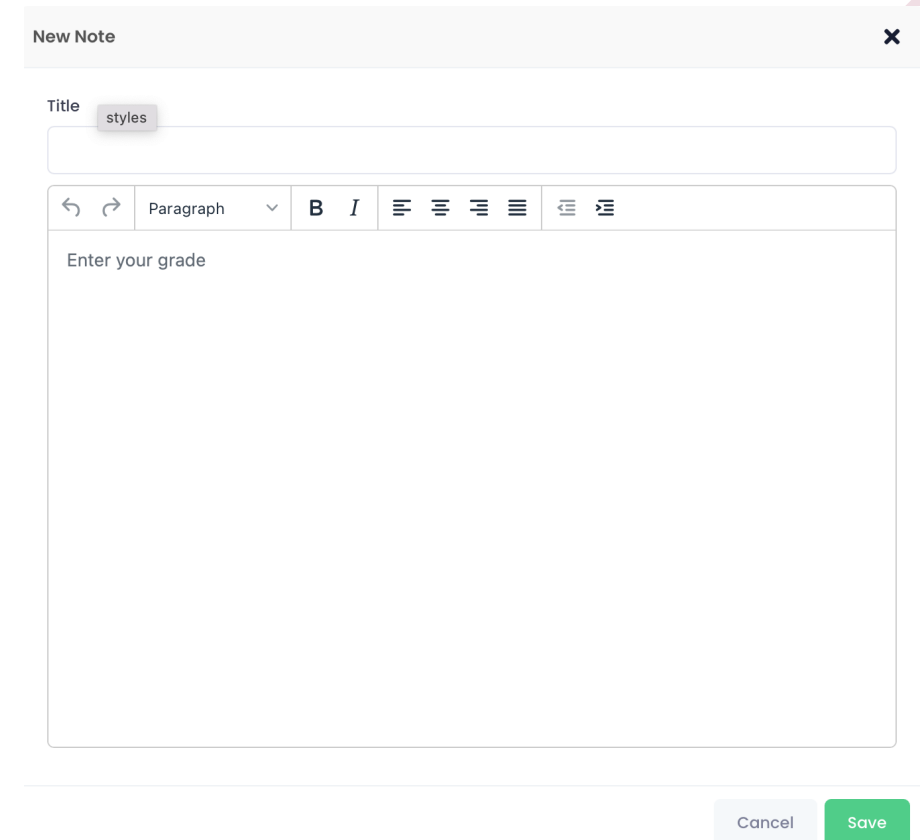 New Note
Title
styles
Paragraph B I
Enter your grade
Cancel Save